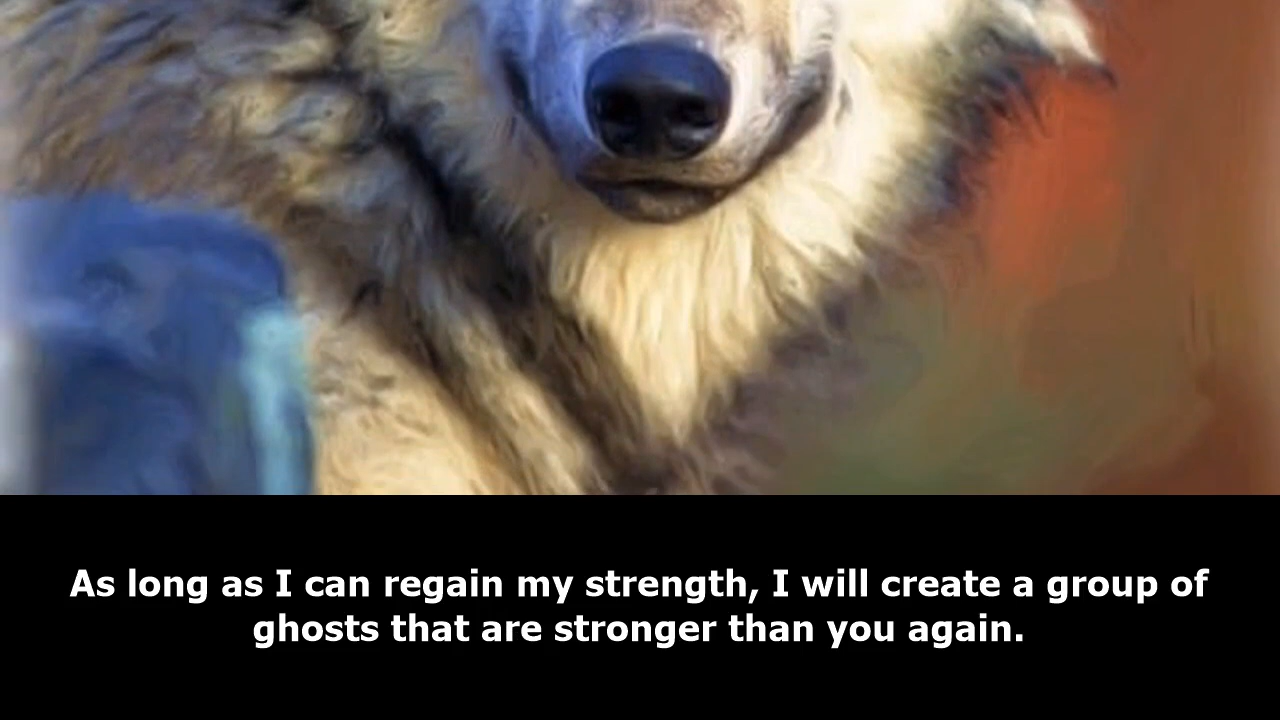 As long as I can regain my strength, I will create a group of
ghosts that are stronger than you again.